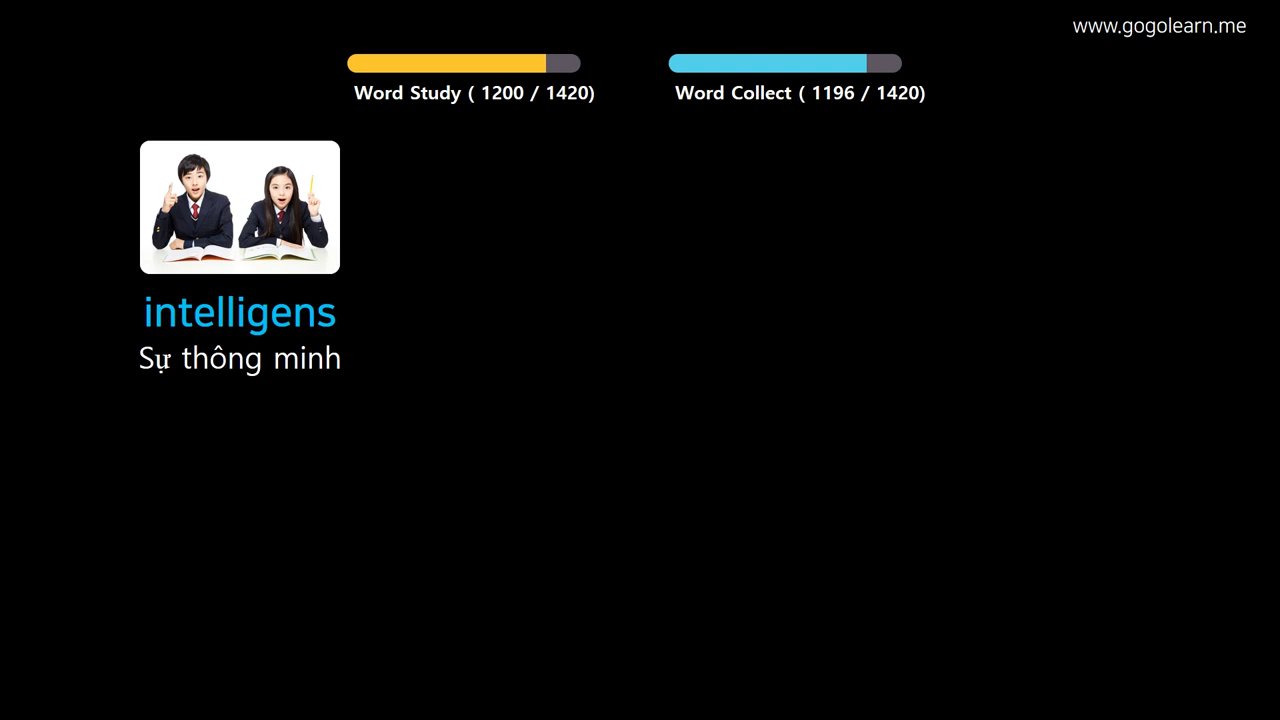 www.gogolearn.me
Word Study ( 1200 / 1420)
Word Collect ( 1196 / 1420)
intelligens
Sự thông minh